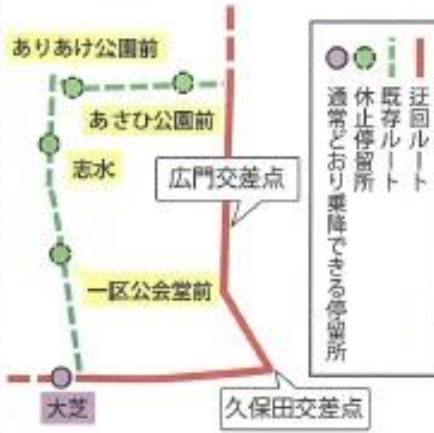 ありあけ公園前
あさひ公園前
志水
広門交差点
一区公会堂前
大芝
久保田交差点
迂回ルート
既存ルート
休止停留所
通常どおり乗降できる停留所